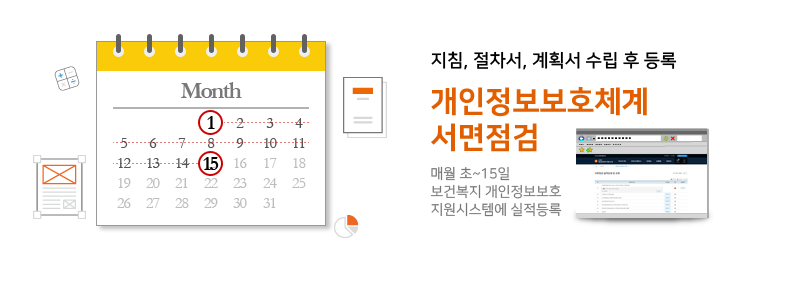 지침, 절차서, 계획서 수립 후 등록
개인정보보호체계
서면점검
매월 초~15일
보건복지 개인정보보호
지원시스템에 실적등록
Month
1 2 3 4
5 6 7 8 9 10 11
12 13 14 15 16 17 18
19 20 21 22 23 24 25
26 27 28 29 30 31